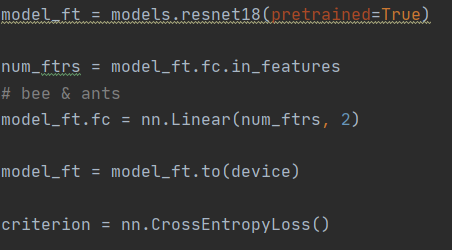 model_ft = models.resnet18(pretrained=True)
num_ftrs = model_ft.fc.in_features
# bee & ants
model_ft.fc = nn.Linear(num_ftrs, 2)
model_ft = model_ft.to(device)
criterion = nn.CrossEntropyLoss()